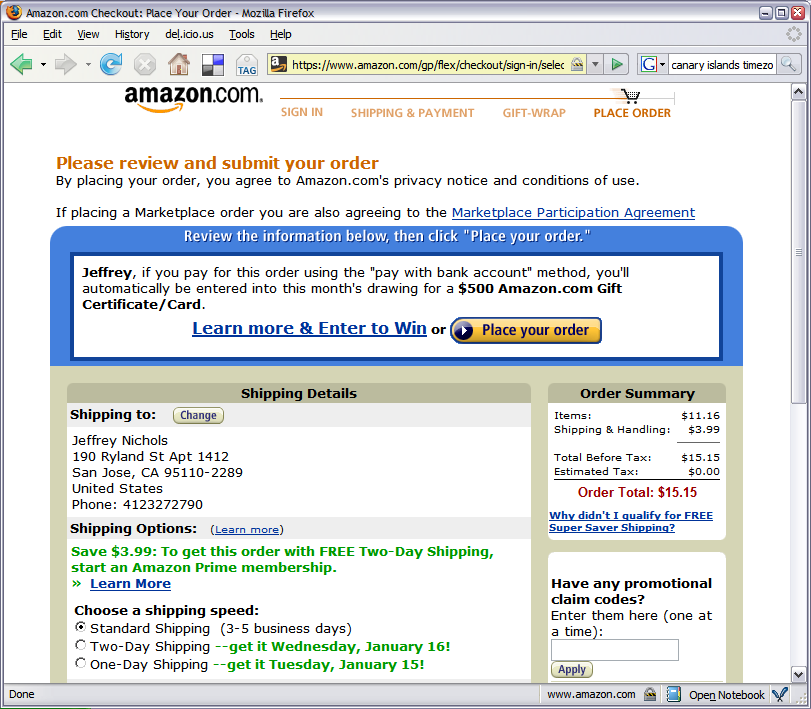 Amazon.com Checkout: Place Your Order - Mozilla Firefox
File Edit View History del.icio.us Tools Help
TAG https://www.amazon.com/gp/flex/checkout/sign-in/selec G canary islands timezo
amazon.com.
SIGN IN SHIPPING & PAYMENT GIFT-WRAP PLACE ORDER
Please review and submit your order
By placing your order, you agree to Amazon.com's privacy notice and conditions of use.
If placing a Marketplace order you are also agreeing to the Marketplace Participation Agreement
Review the information below, then click "Place your order."
Jeffrey, if you pay for this order using the "pay with bank account" method, you'll
automatically be entered into this month's drawing for a $500 Amazon.com Gift
Certificate/Card.
Learn more & Enter to Win or Place your order
Shipping Details
Shipping to: Change
Jeffrey Nichols
190 Ryland St Apt 1412
San Jose, CA 95110-2289
United States
Phone: 4123272790
Shipping Options: (Learn more)
Save $3.99: To get this order with FREE Two-Day Shipping,
start an Amazon Prime membership.
» Learn More
Choose a shipping speed:
Standard Shipping (3-5 business days)
Two-Day Shipping --get it Wednesday, January 16!
One-Day Shipping --get it Tuesday, January 15!
Order Summary
Items: $11.16
Shipping & Handling: $3.99
Total Before Tax: $15.15
Estimated Tax: $0.00
Order Total: $15.15
Why didn't I qualify for FREE
Super Saver Shipping?
Have any promotional
claim codes?
Enter them here (one at
a time):
Apply
Done www.amazon.com Open Notebook